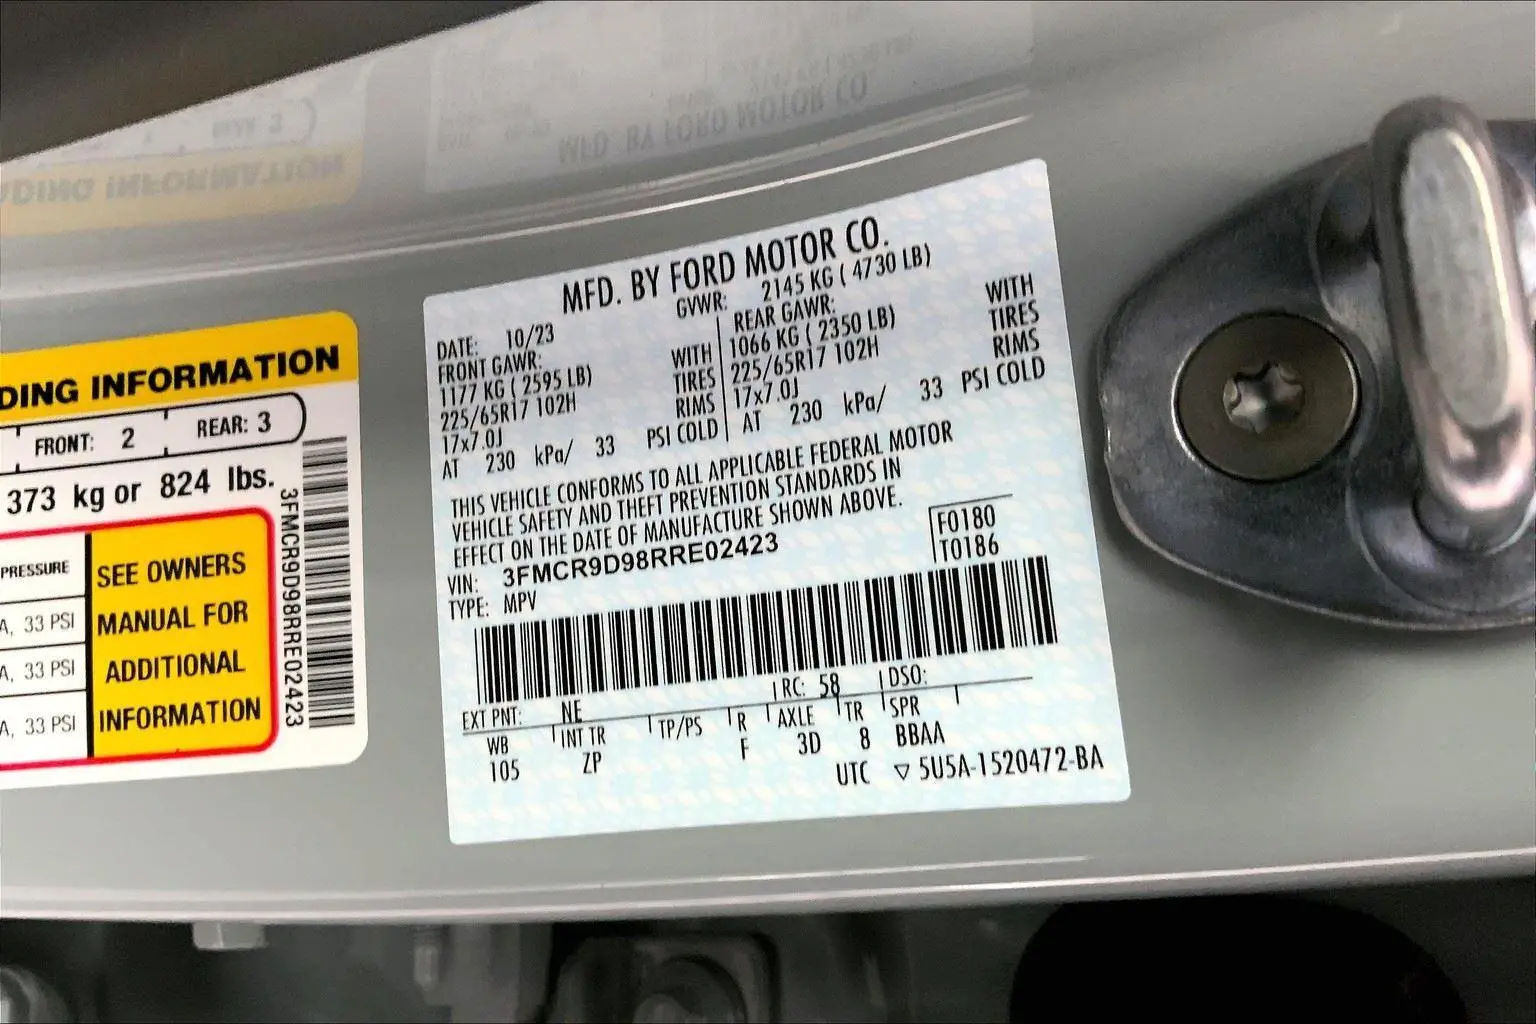 DING INFORMATION
FRONT: 2 REAR: 3
373 kg or 824 lbs.
PRESSURE
A, 33 PSI
A, 33 PSI
A, 33 PSI
SEE OWNERS
MANUAL FOR
ADDITIONAL
INFORMATION
3FMCR9D98RRE02423
MFD. BY FORD MOTOR CO.
DATE: 10/23 GVWR: 2145 KG ( 4730 LB)
FRONT GAWR:
1177 KG ( 2595 LB) WITH
225/65R17 102H TIRES
17x7.0J RIMS
AT 230 kPa/ 33 PSI COLD
REAR GAWR:
1066 KG ( 2350 LB) WITH
225/65R17 102H TIRES
17x7.0J RIMS
AT 230 kPa/ 33 PSI COLD
THIS VEHICLE CONFORMS TO ALL APPLICABLE FEDERAL MOTOR
VEHICLE SAFETY AND THEFT PREVENTION STANDARDS IN
EFFECT ON THE DATE OF MANUFACTURE SHOWN ABOVE.
VIN: 3FMCR9D98RRE02423
TYPE: MPV
F0180
T0186
EXT PNT: NE RC: 58 DSO:
WB INT TR TP/PS R AXLE TR SPR
105 ZP F 3D 8 BBAA
UTC ▽ 5U5A-1520472-BA